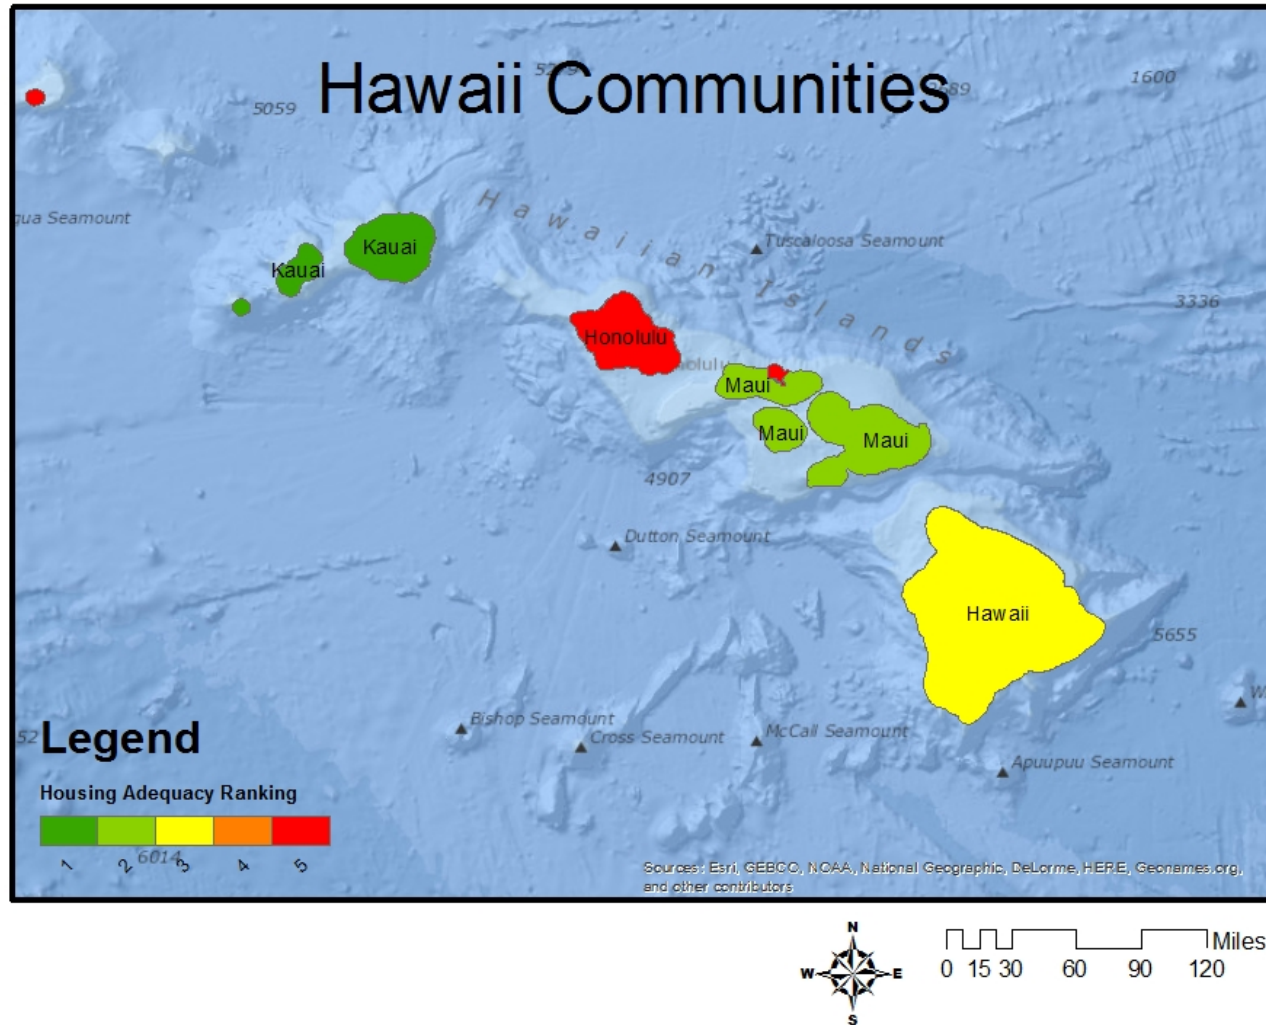 Hawaii Communities
1600
5059
qua Seamount
Hawaiian Islands
Tuscaloosa Seamount
Kauai
Kauai
3336
Honolulu
Maui
Maui
Maui
4907
Dutton Seamount
Hawaii
5655
Bishop Seamount
Cross Seamount
McCall Seamount
Apuupuu Seamount
52
Legend
Housing Adequacy Ranking
1 2 3 4 5
6014
Sources: Esri, GEBCO, NOAA, National Geographic, DeLorme, HERE, Geonames.org,
and other contributors
N
W E
S
Miles
0 15 30 60 90 120